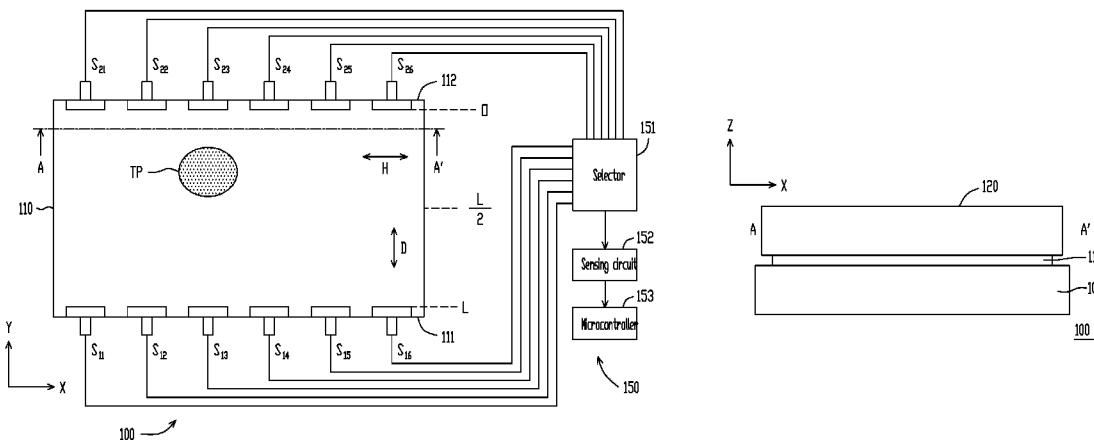 S21 S22 S23 S24 S25 S26
112
0
151
A A'
TP
H
Selector
110
L/2
152
D
Sensing circuit
153
L
Microcontroller
111
Y
X
S11 S12 S13 S14 S15 S16
150
100
Z
X
120
A A'
100